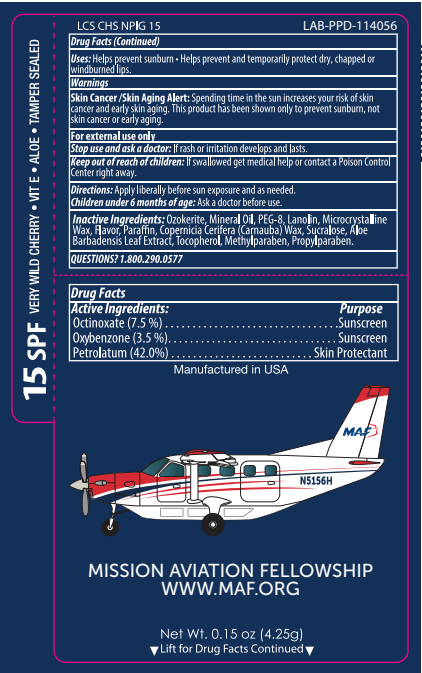 LCS CHS NPIG 15 LAB-PPD-114056
Drug Facts (Continued)
Uses: Helps prevent sunburn • Helps prevent and temporarily protect dry, chapped or
windburned lips.
Warnings
Skin Cancer /Skin Aging Alert: Spending time in the sun increases your risk of skin
cancer and early skin aging. This product has been shown only to prevent sunburn, not
skin cancer or early aging.
For external use only
Stop use and ask a doctor: If rash or irritation develops and lasts.
Keep out of reach of children: If swallowed get medical help or contact a Poison Control
Center right away.
Directions: Apply liberally before sun exposure and as needed.
Children under 6 months of age: Ask a doctor before use.
Inactive Ingredients: Ozokerite, Mineral Oil, PEG-8, Lanolin, Microcrystalline
Wax, Flavor, Paraffin, Copernicia Cerifera (Carnauba) Wax, Sucralose, Aloe
Barbadensis Leaf Extract, Tocopherol, Methylparaben, Propylparaben.
QUESTIONS? 1.800.290.0577
15 SPF VERY WILD CHERRY • VIT E • ALOE • TAMPER SEALED
Drug Facts
Active Ingredients: Purpose
Octinoxate (7.5 %) Sunscreen
Oxybenzone (3.5 %) Sunscreen
Petrolatum (42.0%) Skin Protectant
Manufactured in USA
MAF
N5156H
MISSION AVIATION FELLOWSHIP
WWW.MAF.ORG
Net Wt. 0.15 oz (4.25g)
▼Lift for Drug Facts Continued▼